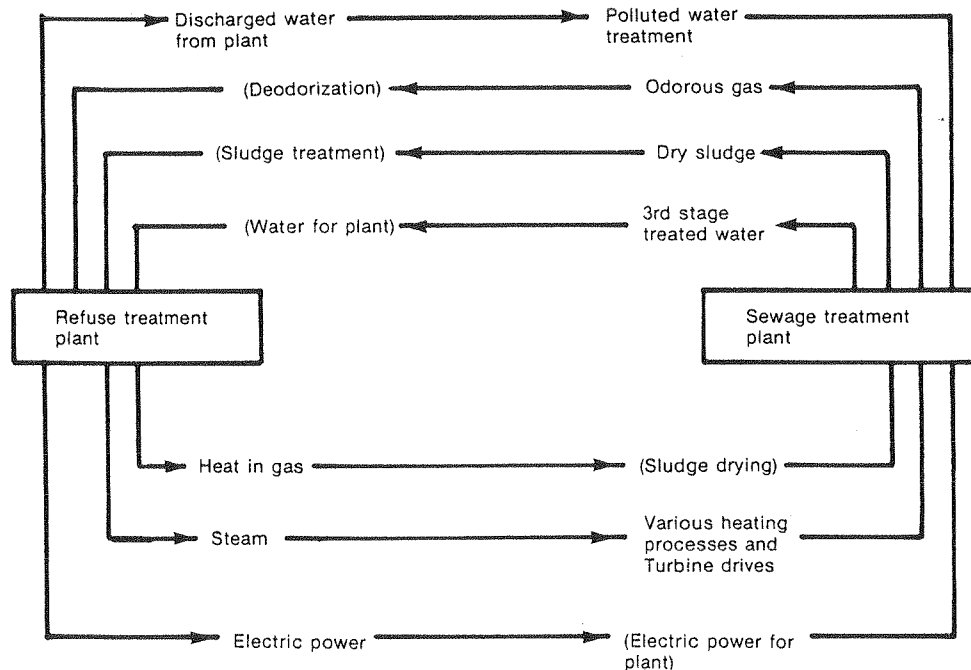 Discharged water
from plant
Polluted water
treatment
(Deodorization)
Odorous gas
(Sludge treatment)
Dry sludge
(Water for plant)
3rd stage
treated water
Refuse treatment
plant
Sewage treatment
plant
Heat in gas
(Sludge drying)
Steam
Various heating
processes and
Turbine drives
Electric power
(Electric power for
plant)